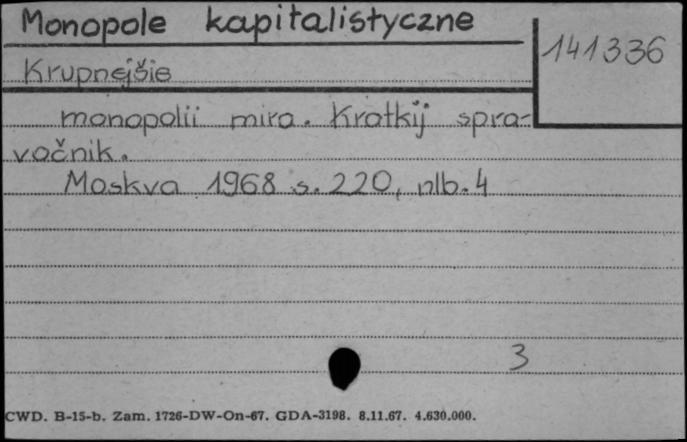 Monopole kapitalistyczne
141336
Krupnejšie
monopolii mira. Kratkij spra-
vočnik.
Moskva 1968 s. 220, nlb. 4
3
CWD. B-15-b. Zam. 1726-DW-On-67. GDA-3198. 8.11.67. 4.630.000.